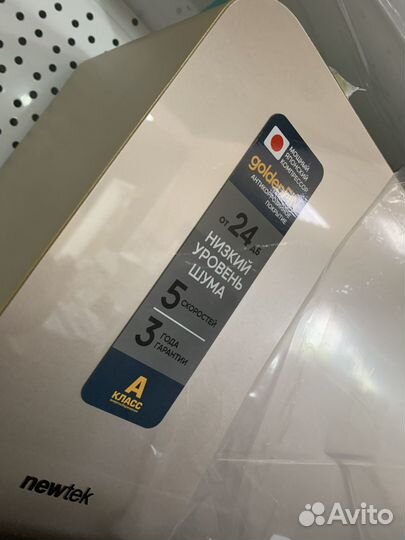 МОЩНЫЙ
ЯПОНСКИЙ
КОМПРЕССОР
АНТИКОРРОЗИЙНОЕ
ПОКРЫТИЕ
ОТ 24 ДБ
НИЗКИЙ
УРОВЕНЬ
ШУМА
5 СКОРОСТЕЙ
3 ГОДА
ГАРАНТИИ
А
КЛАСС
newtek
Avito